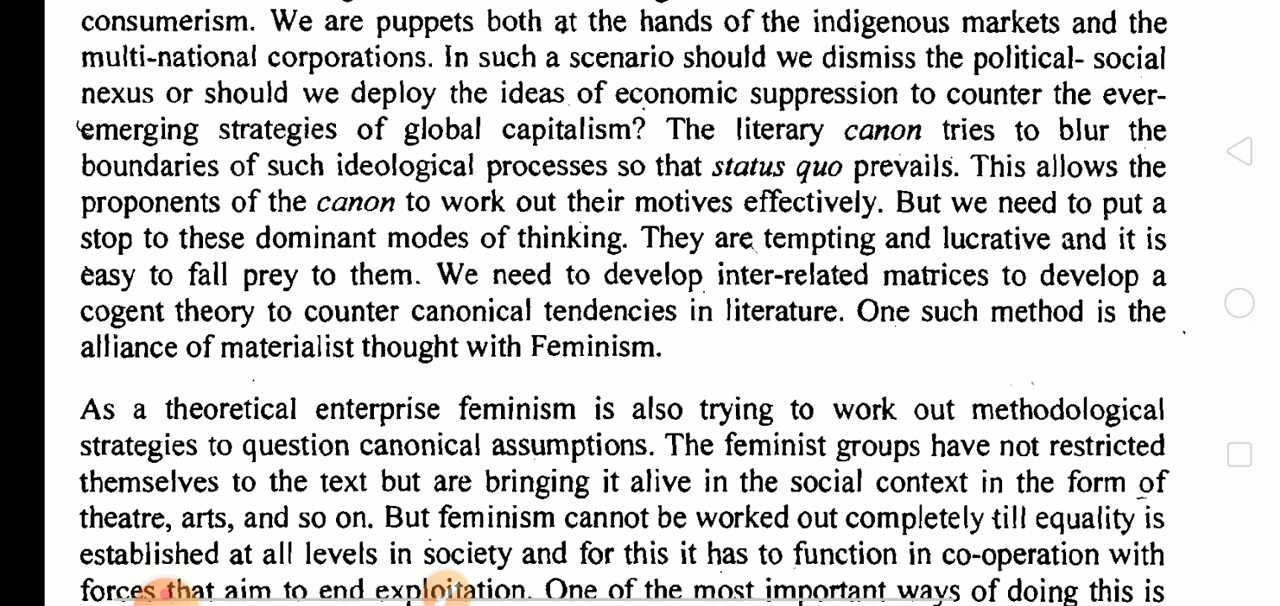 consumerism. We are puppets both at the hands of the indigenous markets and the
multi-national corporations. In such a scenario should we dismiss the political- social
nexus or should we deploy the ideas of economic suppression to counter the ever-
emerging strategies of global capitalism? The literary canon tries to blur the
boundaries of such ideological processes so that status quo prevails. This allows the
proponents of the canon to work out their motives effectively. But we need to put a
stop to these dominant modes of thinking. They are tempting and lucrative and it is
easy to fall prey to them. We need to develop inter-related matrices to develop a
cogent theory to counter canonical tendencies in literature. One such method is the
alliance of materialist thought with Feminism.
As a theoretical enterprise feminism is also trying to work out methodological
strategies to question canonical assumptions. The feminist groups have not restricted
themselves to the text but are bringing it alive in the social context in the form of
theatre, arts, and so on. But feminism cannot be worked out completely till equality is
established at all levels in society and for this it has to function in co-operation with
forces that aim to end exploitation. One of the most important ways of doing this is